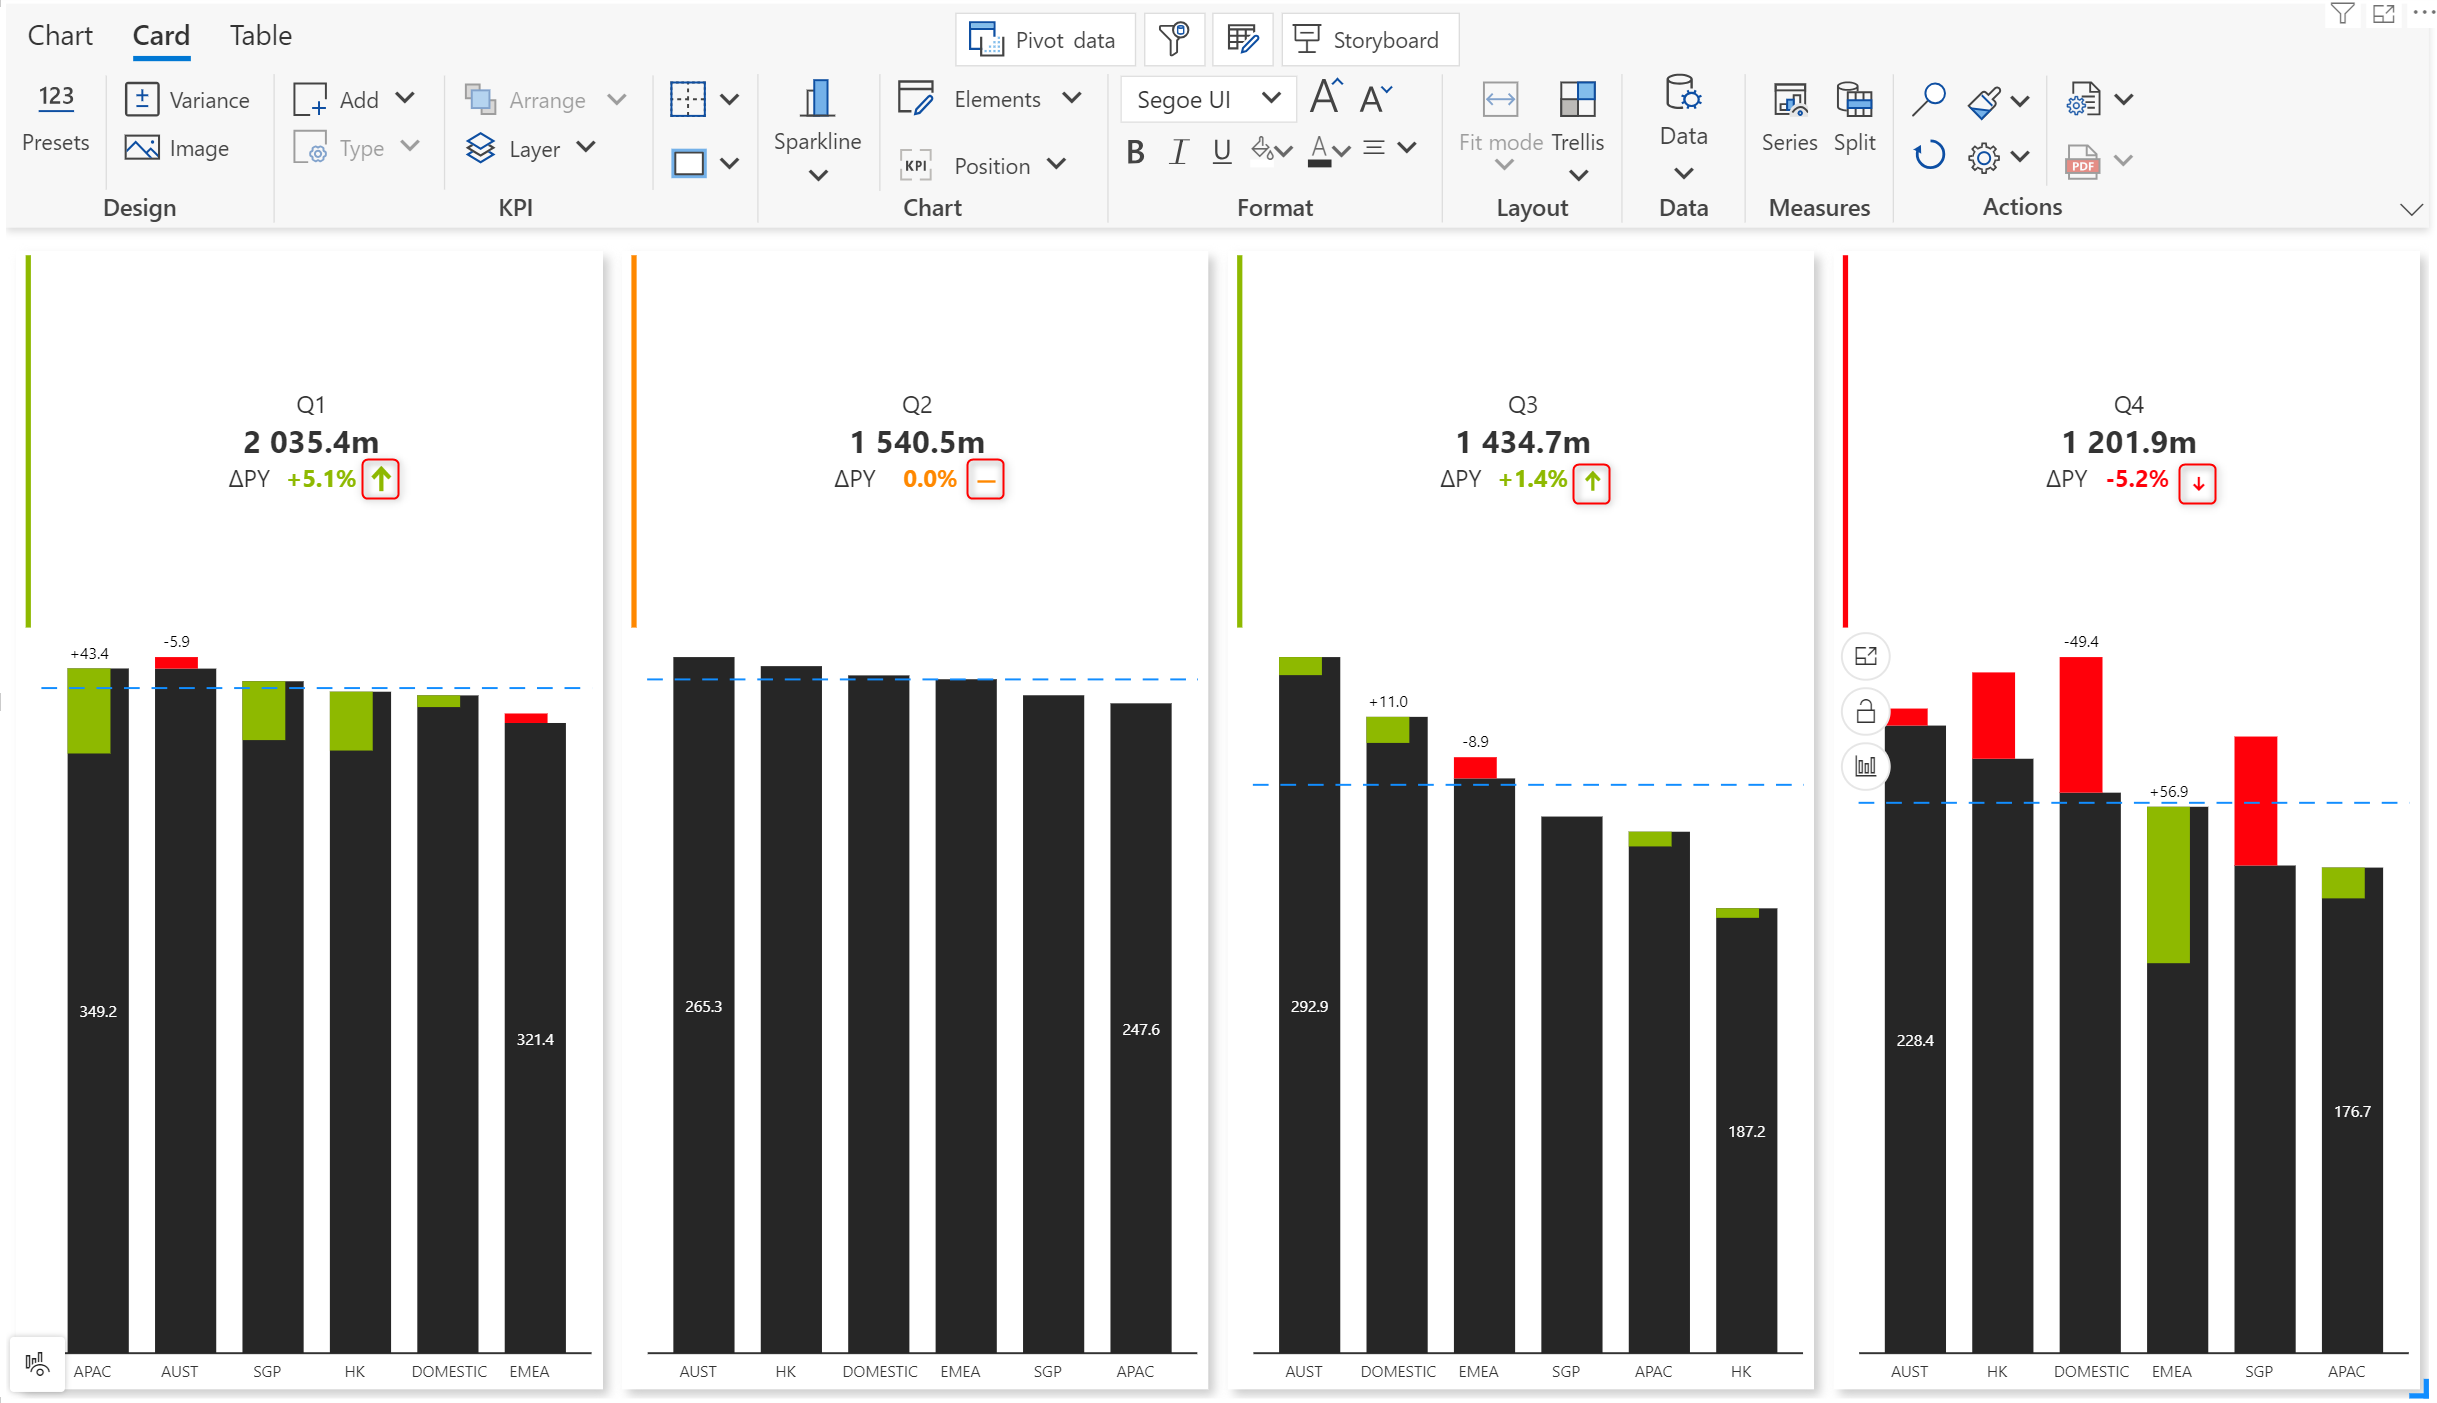 Chart Card Table
Pivot data
Storyboard
123
Presets
Variance
Image
Design
Add
Type
Arrange
Layer
KPI
Sparkline
Elements
KPI
Position
Chart
Segoe UI
A A
B I U A
Format
Fit mode
Trellis
Layout
Data
Data
Series
Split
Measures
PDF
Actions
Q1
2 035.4m
ΔPY +5.1%
Q2
1 540.5m
ΔPY 0.0%
Q3
1 434.7m
ΔPY +1.4%
Q4
1 201.9m
ΔPY -5.2%
+43.4
-5.9
349.2
321.4
APAC AUST SGP HK DOMESTIC EMEA
265.3
247.6
AUST HK DOMESTIC EMEA SGP APAC
+11.0
-8.9
292.9
187.2
AUST DOMESTIC EMEA SGP APAC HK
-49.4
+56.9
228.4
176.7
AUST HK DOMESTIC EMEA SGP APAC